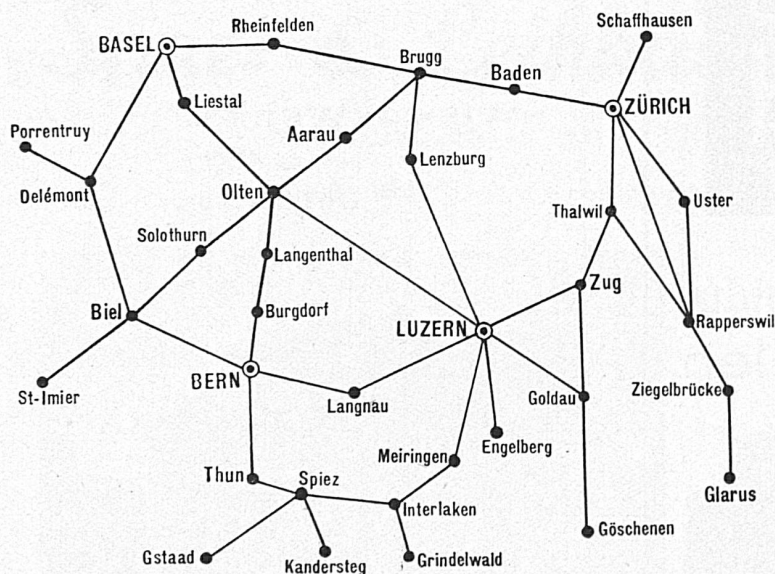 Schaffhausen
Rheinfelden
BASEL
Brugg
Baden
Liestal
ZÜRICH
Porrentruy
Aarau
Lenzburg
Delémont
Olten
Thalwil
Uster
Solothurn
Langenthal
Zug
Biel
Burgdorf
LUZERN
Rapperswil
BERN
St-Imier
Langnau
Goldau
Ziegelbrücke
Engelberg
Meiringen
Thun
Spiez
Glarus
Interlaken
Göschenen
Gstaad
Kandersteg
Grindelwald